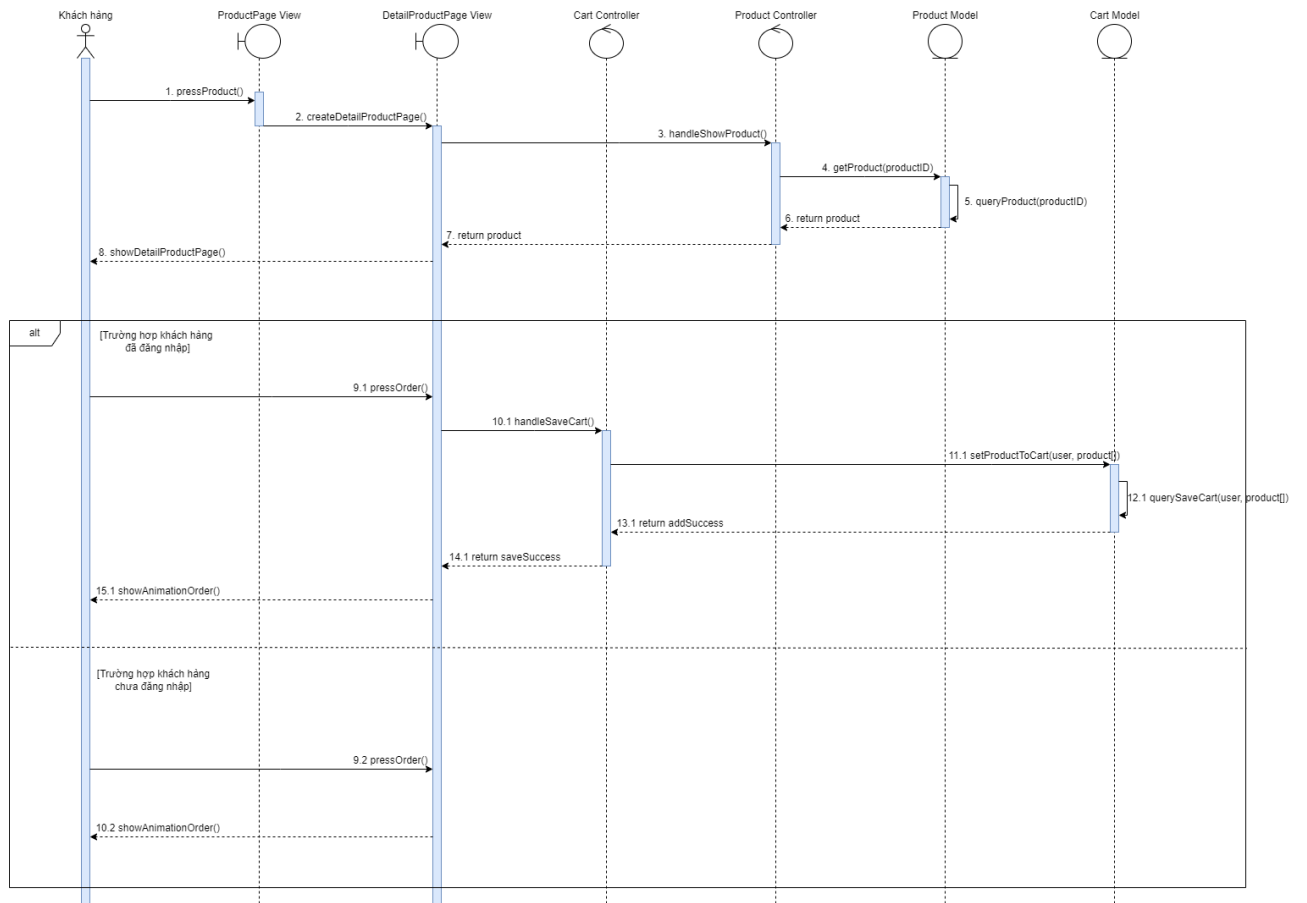 Khách hàng
ProductPage View
DetailProductPage View
Cart Controller
Product Controller
Product Model
Cart Model
1. pressProduct()
2. createDetailProductPage()
3. handleShowProduct()
4. getProduct(productID)
5. queryProduct(productID)
6. return product
7. return product
8. showDetailProductPage()
alt
[Trường hợp khách hàng
đã đăng nhập]
9.1 pressOrder()
10.1 handleSaveCart()
11.1 setProductToCart(user, product[])
12.1 querySaveCart(user, product[])
13.1 return addSuccess
14.1 return saveSuccess
15.1 showAnimationOrder()
[Trường hợp khách hàng
chưa đăng nhập]
9.2 pressOrder()
10.2 showAnimationOrder()